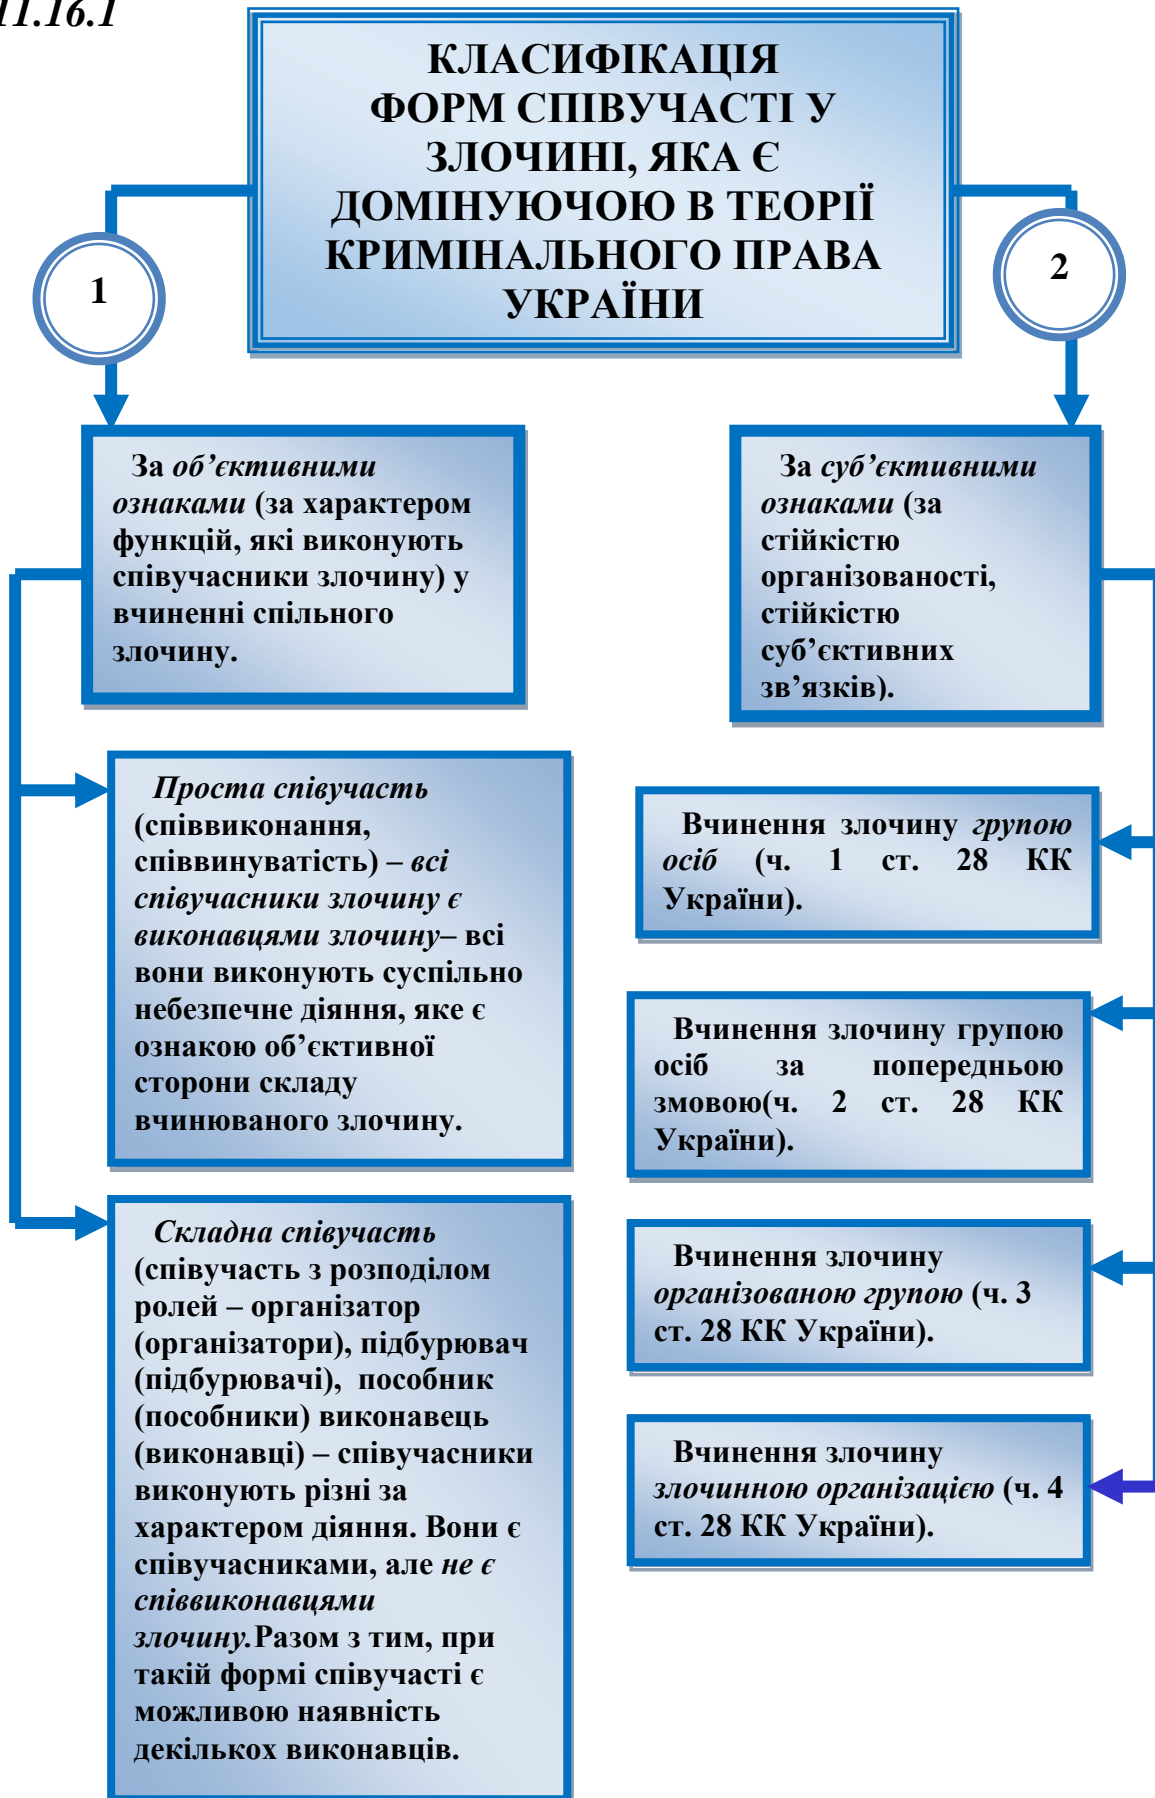 11.16.1
КЛАСИФІКАЦІЯ
ФОРМ СПІВУЧАСТІ У
ЗЛОЧИНІ, ЯКА Є
ДОМІНУЮЧОЮ В ТЕОРІЇ
КРИМІНАЛЬНОГО ПРАВА
УКРАЇНИ
1
2
За об’єктивними
ознаками (за характером
функцій, які виконують
співучасники злочину) у
вчиненні спільного
злочину.
За суб’єктивними
ознаками (за
стійкістю
організованості,
стійкістю
суб’єктивних
зв’язків).
Проста співучасть
(співвиконання,
співвинуватість) – всі
співучасники злочину є
виконавцями злочину– всі
вони виконують суспільно
небезпечне діяння, яке є
ознакою об’єктивної
сторони складу
вчинюваного злочину.
Складна співучасть
(співучасть з розподілом
ролей – організатор
(організатори), підбурювач
(підбурювачі), пособник
(пособники) виконавець
(виконавці) – співучасники
виконують різні за
характером діяння. Вони є
співучасниками, але не є
співвиконавцями
злочину.Разом з тим, при
такій формі співучасті є
можливою наявність
декількох виконавців.
Вчинення злочину групою
осіб (ч. 1 ст. 28 КК
України).
Вчинення злочину групою
осіб за попередньою
змовою(ч. 2 ст. 28 КК
України).
Вчинення злочину
організованою групою (ч. 3
ст. 28 КК України).
Вчинення злочину
злочинною організацією (ч. 4
ст. 28 КК України).